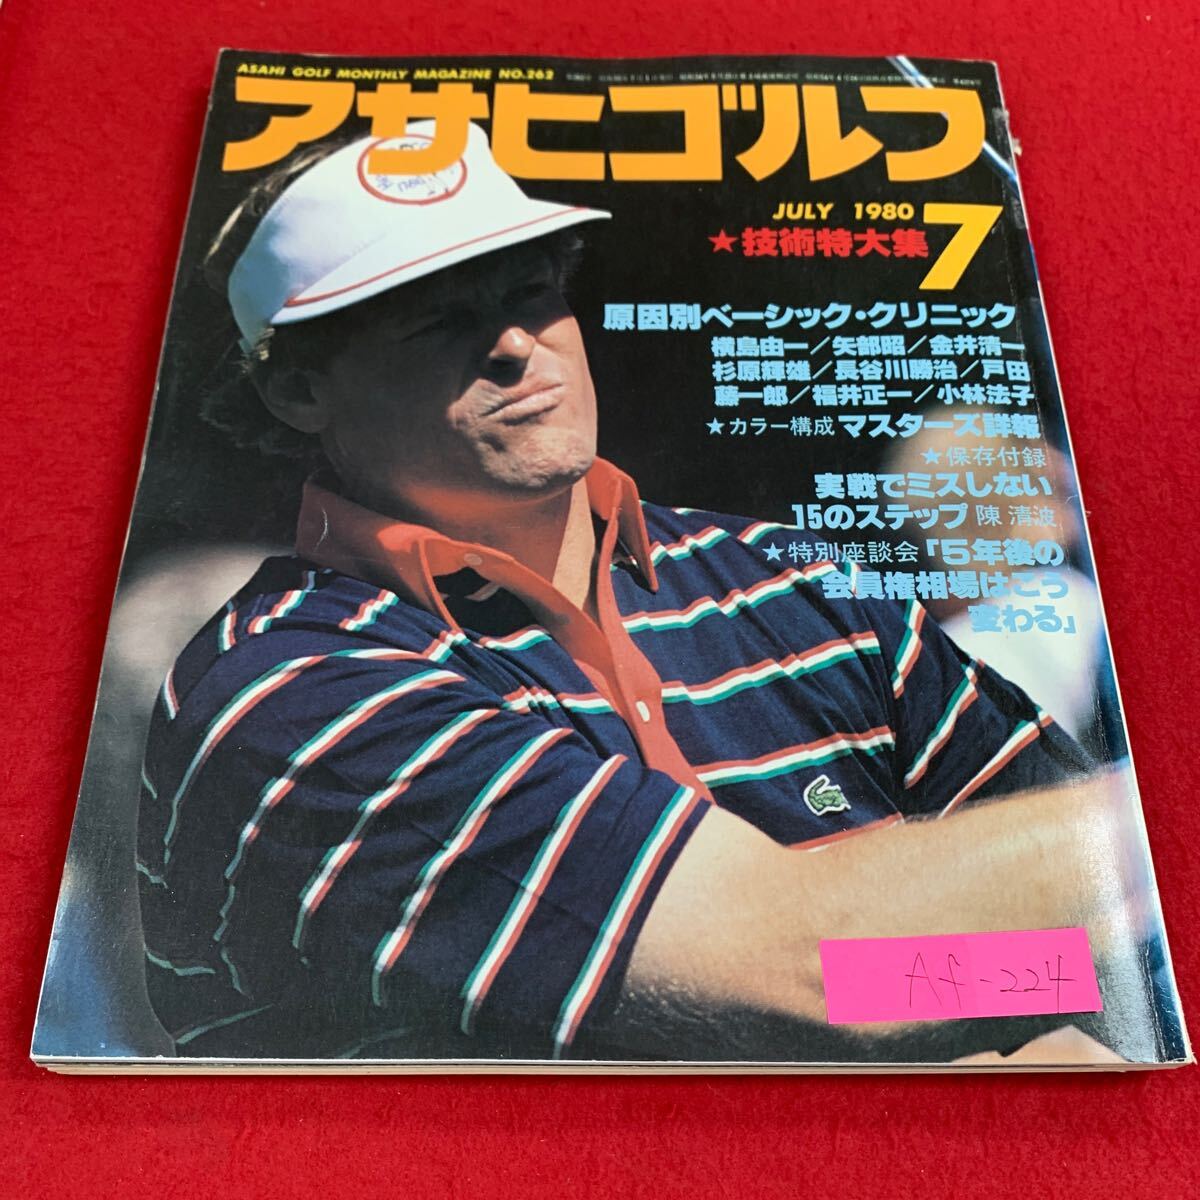 ASAHI GOLF MONTHLY MAGAZINE NO.262
アサヒゴルフ
JULY 1980
7
★技術特大集
原因別ベーシック・クリニック
横島由一／矢部昭／金井清一
杉原輝雄／長谷川勝治／戸田
藤一郎／福井正一／小林法子
★カラー構成 マスターズ詳報
★保存付録
実戦でミスしない
15のステップ 陳 清波
★特別座談会「5年後の
会員権相場はこう
変わる」
Af-224